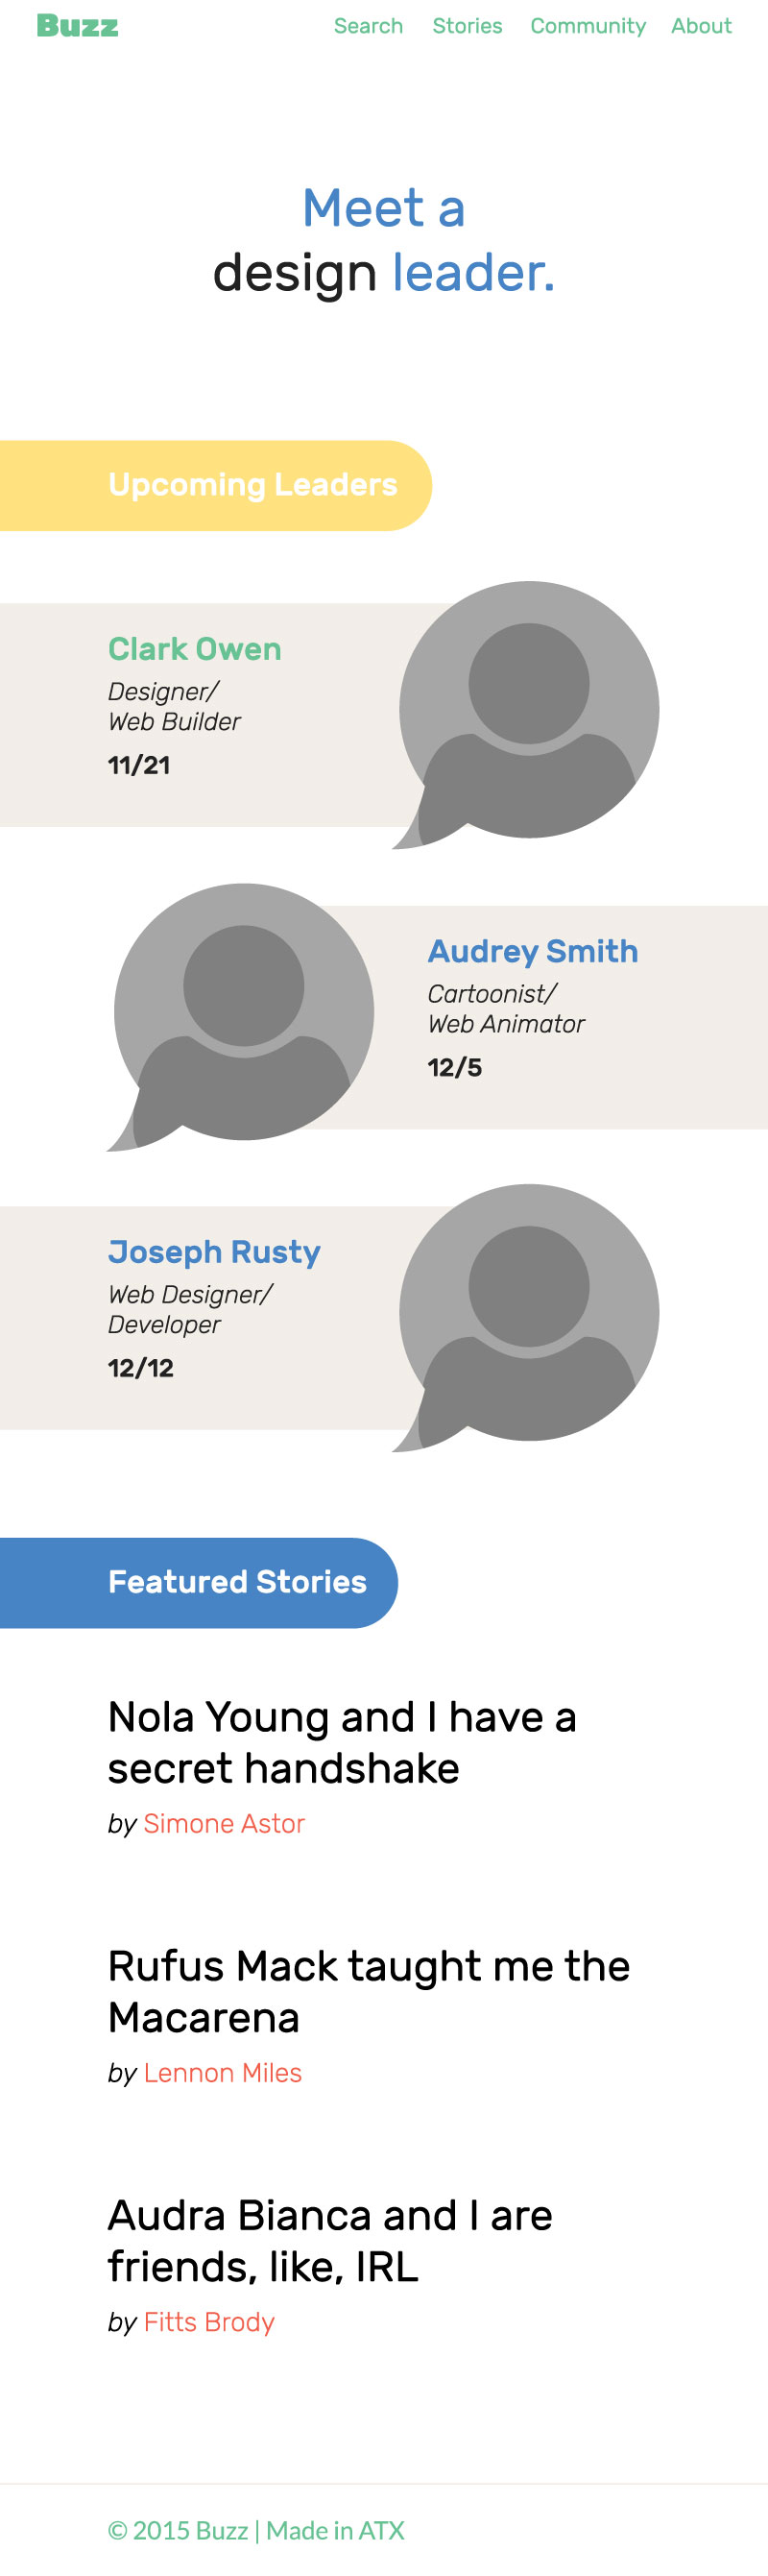 Buzz Search Stories Community About
Meet a
design leader.
Upcoming Leaders
Clark Owen
Designer/
Web Builder
11/21
Audrey Smith
Cartoonist/
Web Animator
12/5
Joseph Rusty
Web Designer/
Developer
12/12
Featured Stories
Nola Young and I have a
secret handshake
by Simone Astor
Rufus Mack taught me the
Macarena
by Lennon Miles
Audra Bianca and I are
friends, like, IRL
by Fitts Brody
© 2015 Buzz | Made in ATX